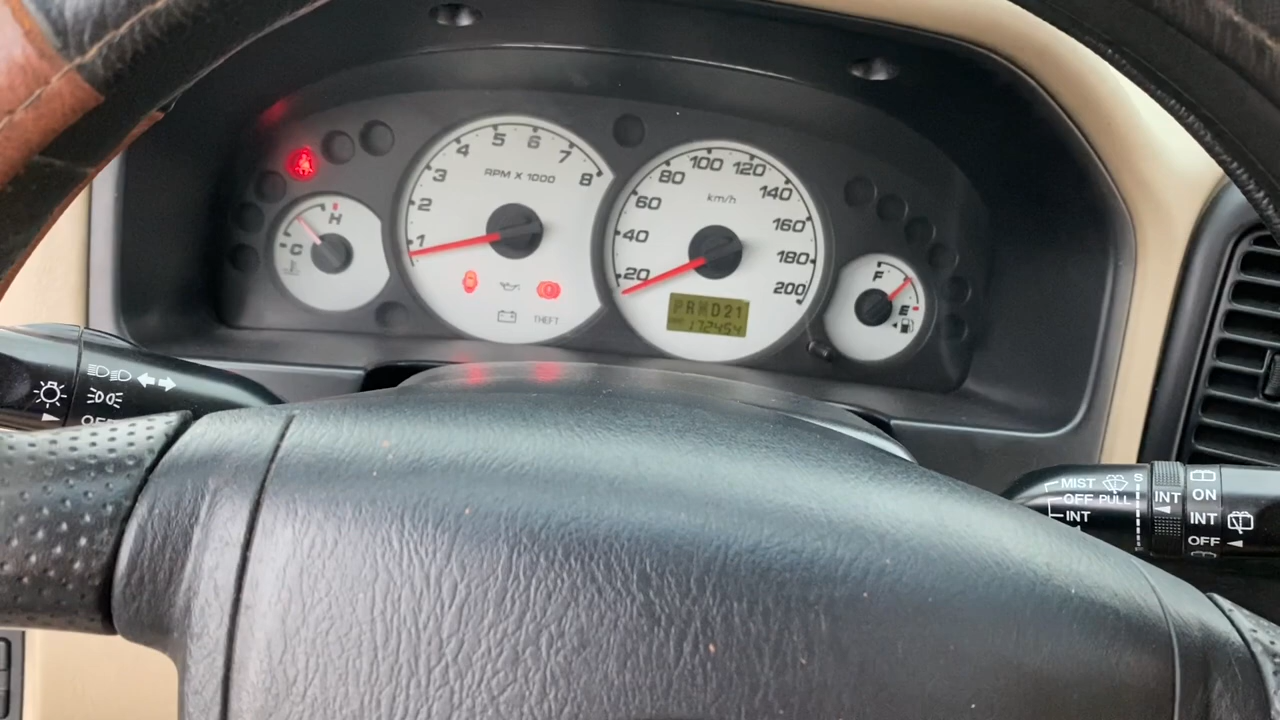 H
C
1
2
3
4
5
6
7
8
RPM X 1000
THEFT
20
40
60
80
100
120
140
160
180
200
km/h
PRND21
F
E
MIST
OFF PULL
INT
S
INT
ON
INT
OFF